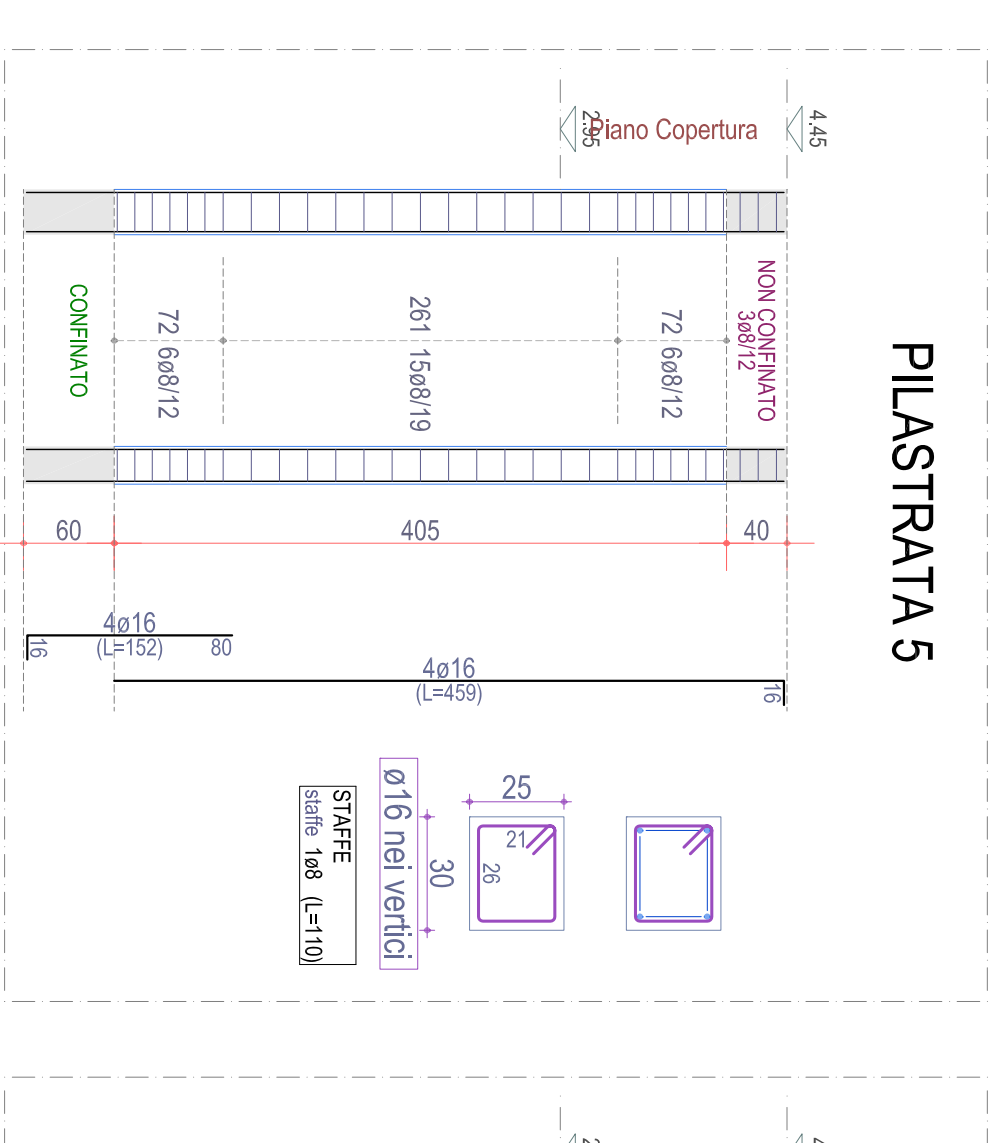 PILASTRATA 5
4.45
Piano Copertura
2.95
NON CONFINATO
3ø8/12
72 6ø8/12
261 15ø8/19
72 6ø8/12
CONFINATO
60
405
40
4ø16
(L=152)
80
16
4ø16
(L=459)
16
25
21
26
30
ø16 nei vertici
STAFFE
staffe 1ø8 (L=110)